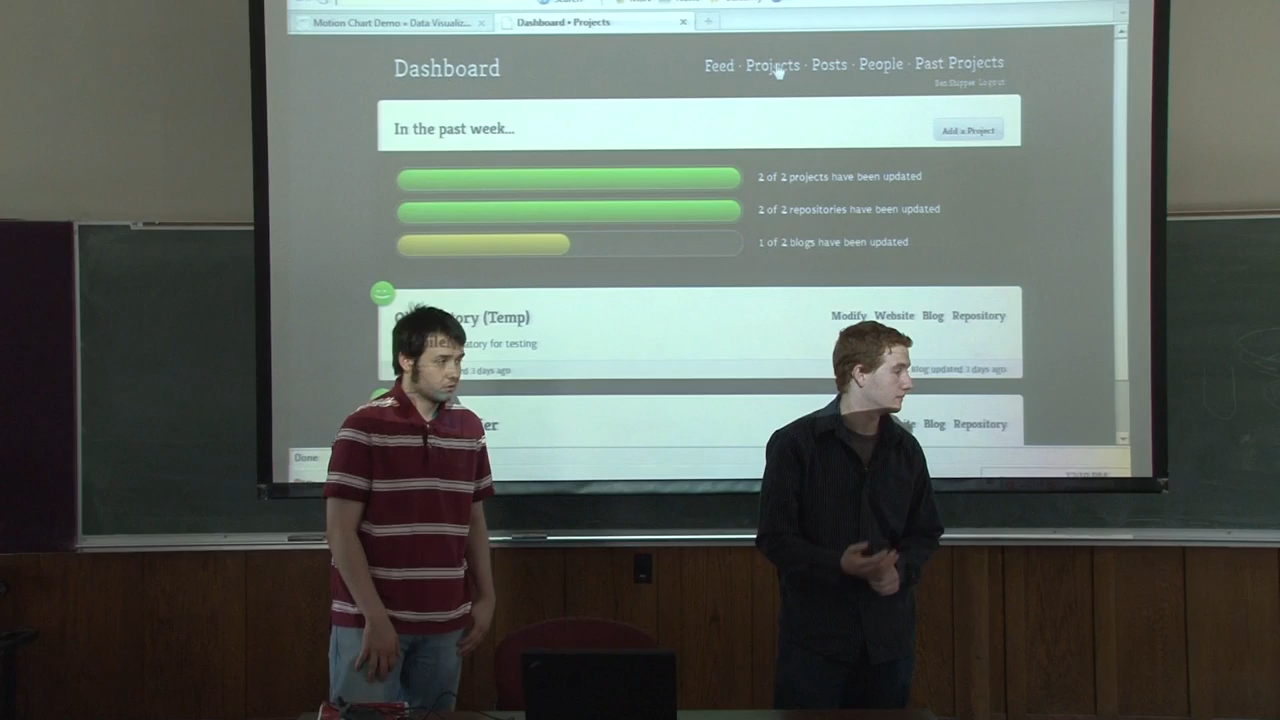 Motion Chart Demo « Data Visualiz... Dashboard • Projects
Dashboard
Feed · Projects · Posts · People · Past Projects
Logout
In the past week...
Add a Project
2 of 2 projects have been updated
2 of 2 repositories have been updated
1 of 2 blogs have been updated
(Temp)
Modify Website Blog Repository
for testing
3 days ago
Blog updated 3 days ago
Blog Repository
Done